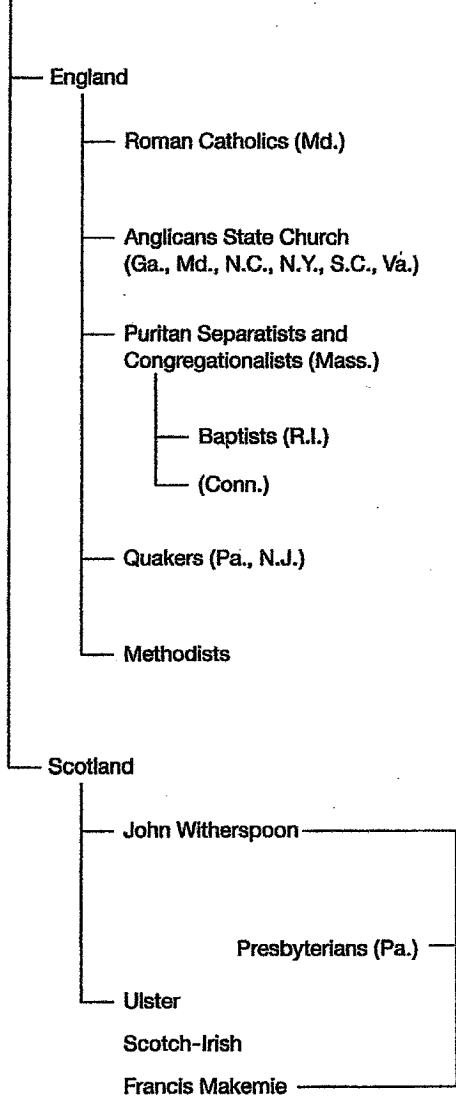 England
Roman Catholics (Md.)
Anglicans State Church
(Ga., Md., N.C., N.Y., S.C., Va.)
Puritan Separatists and
Congregationalists (Mass.)
Baptists (R.I.)
(Conn.)
Quakers (Pa., N.J.)
Methodists
Scotland
John Witherspoon
Presbyterians (Pa.)
Ulster
Scotch-Irish
Francis Makemie